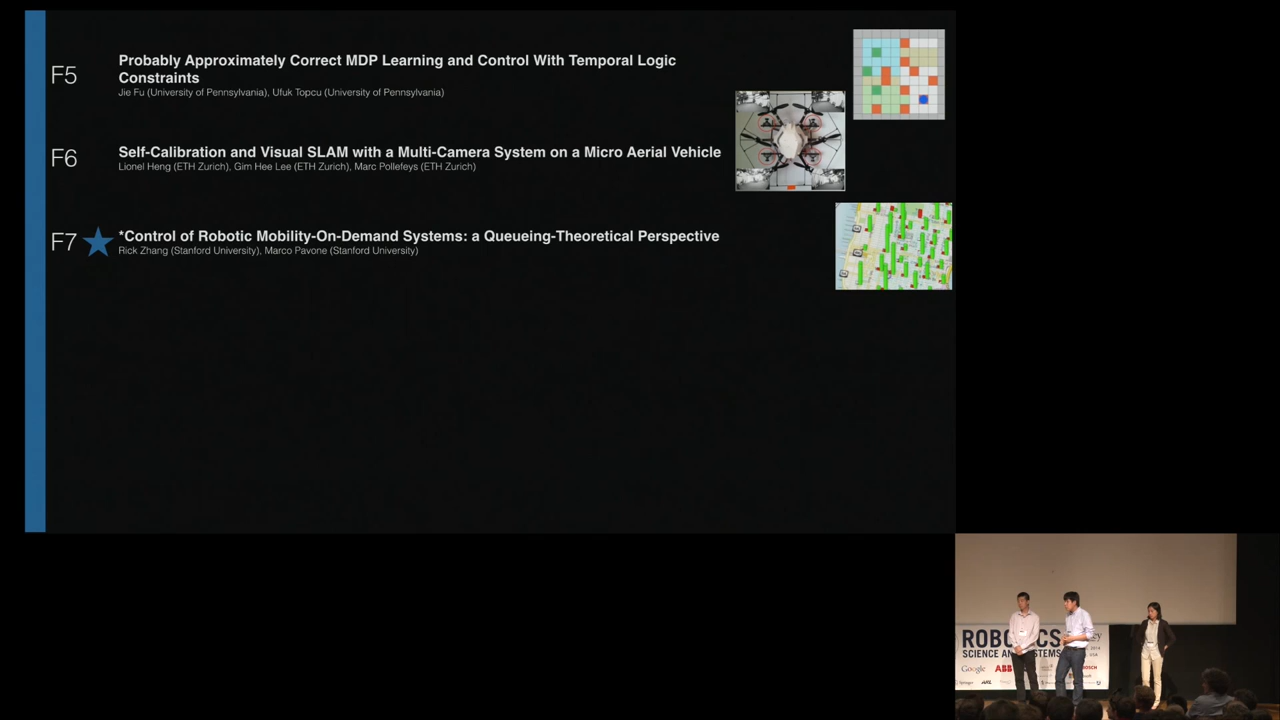 F5
Probably Approximately Correct MDP Learning and Control With Temporal Logic
Constraints
Jie Fu (University of Pennsylvania), Ufuk Topcu (University of Pennsylvania)
F6
Self-Calibration and Visual SLAM with a Multi-Camera System on a Micro Aerial Vehicle
Lionel Heng (ETH Zurich), Gim Hee Lee (ETH Zurich), Marc Pollefeys (ETH Zurich)
F7
*Control of Robotic Mobility-On-Demand Systems: a Queueing-Theoretical Perspective
Rick Zhang (Stanford University), Marco Pavone (Stanford University)
SCIENCE AND SYSTEMS
Google
ABB